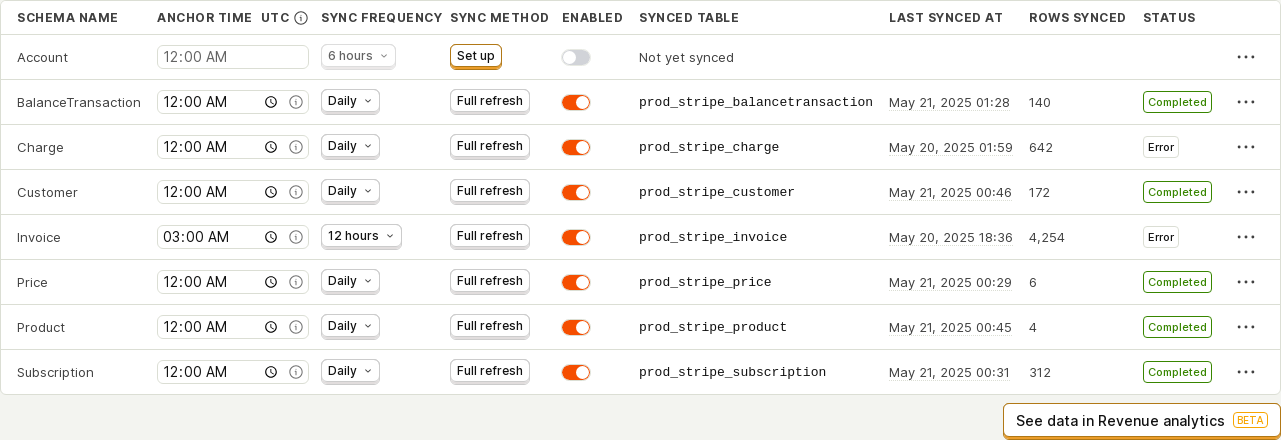 SCHEMA NAME ANCHOR TIME UTC SYNC FREQUENCY SYNC METHOD ENABLED SYNCED TABLE LAST SYNCED AT ROWS SYNCED STATUS
Account 12:00 AM 6 hours Set up Not yet synced ...
BalanceTransaction 12:00 AM Daily Full refresh prod_stripe_balancetransaction May 21, 2025 01:28 140 Completed ...
Charge 12:00 AM Daily Full refresh prod_stripe_charge May 20, 2025 01:59 642 Error ...
Customer 12:00 AM Daily Full refresh prod_stripe_customer May 21, 2025 00:46 172 Completed ...
Invoice 03:00 AM 12 hours Full refresh prod_stripe_invoice May 20, 2025 18:36 4,254 Error ...
Price 12:00 AM Daily Full refresh prod_stripe_price May 21, 2025 00:29 6 Completed ...
Product 12:00 AM Daily Full refresh prod_stripe_product May 21, 2025 00:45 4 Completed ...
Subscription 12:00 AM Daily Full refresh prod_stripe_subscription May 21, 2025 00:31 312 Completed ...
See data in Revenue analytics BETA